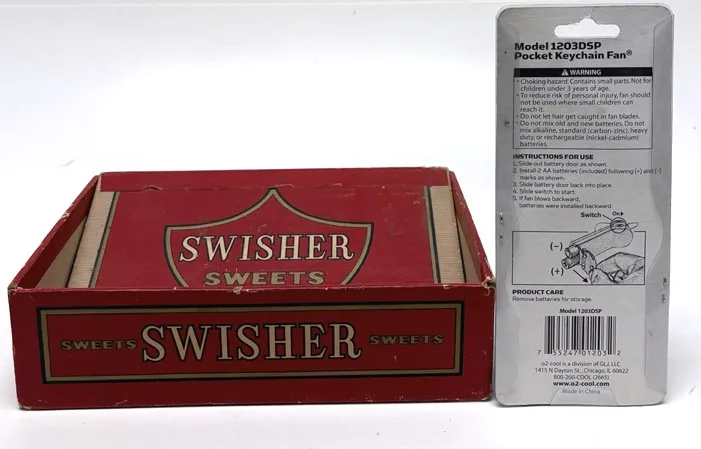 SWISHER
SWEETS
SWEETS SWISHER SWEETS
Model 1203DSP
Pocket Keychain Fan®
WARNING
• Choking hazard. Contains small parts. Not for
children under 3 years of age.
• To reduce risk of personal injury, fan should
not be used where small children can
reach it.
• Do not let hair get caught in fan blades.
• Do not mix old and new batteries. Do not
mix alkaline, standard (carbon-zinc), heavy
duty, or rechargeable (nickel-cadmium)
batteries.
INSTRUCTIONS FOR USE
1. Slide out battery door as shown.
2. Install 2 AA batteries (included) following (+) and (-)
marks as shown.
3. Slide battery door back into place.
4. Slide switch to start.
5. If fan blows backward,
batteries were installed backward.
Switch On
(-)
(+)
PRODUCT CARE
Remove batteries for storage.
Model 1203DSP
7 55247 01203 2
o2-cool is a division of GLJ, LLC
1415 N Dayton St., Chicago, IL 60622
800-200-COOL (2665)
www.o2-cool.com
Made in China